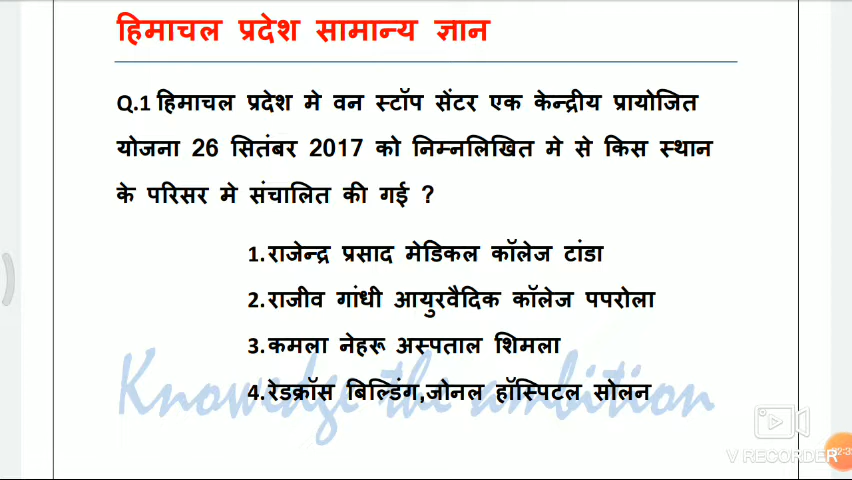 हिमाचल प्रदेश सामान्य ज्ञान
Q.1 हिमाचल प्रदेश मे वन स्टॉप सेंटर एक केन्द्रीय प्रायोजित
योजना 26 सितंबर 2017 को निम्नलिखित मे से किस स्थान
के परिसर मे संचालित की गई ?
1.राजेन्द्र प्रसाद मेडिकल कॉलेज टांडा
2.राजीव गांधी आयुरवैदिक कॉलेज पपरोला
3.कमला नेहरू अस्पताल शिमला
4.रेडक्रॉस बिल्डिंग,जोनल हॉस्पिटल सोलन
Knowledge the ambition
V RECORDER